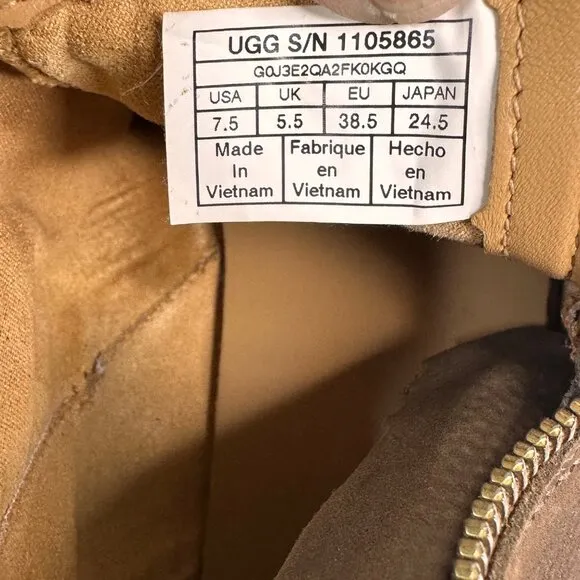 UGG S/N 1105865
G0J3E2QA2FK0KGQ
USA UK EU JAPAN
7.5 5.5 38.5 24.5
Made Fabrique Hecho
In en en
Vietnam Vietnam Vietnam